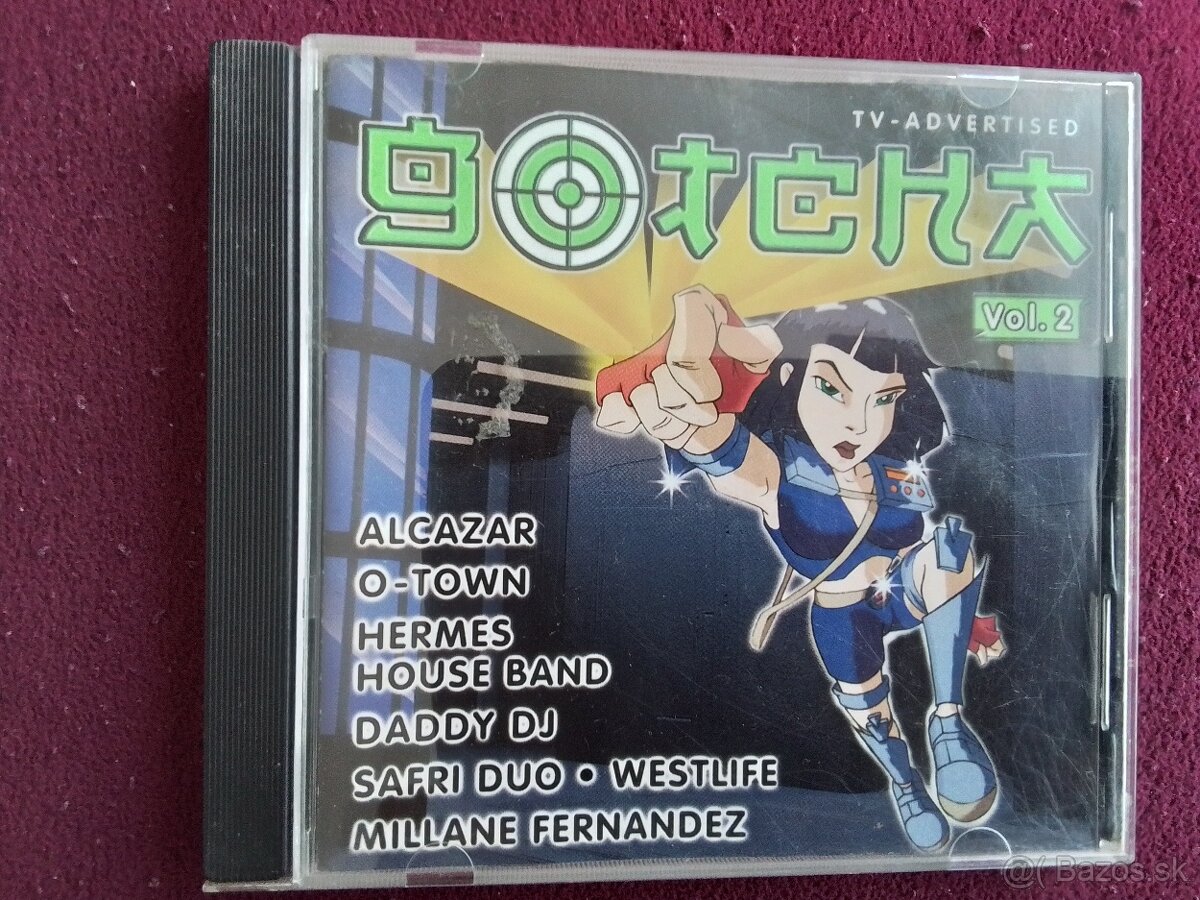 TV-ADVERTISED
gotcha
Vol. 2
ALCAZAR
O-TOWN
HERMES
HOUSE BAND
DADDY DJ
SAFRI DUO • WESTLIFE
MILLANE FERNANDEZ
@( Bazos.sk